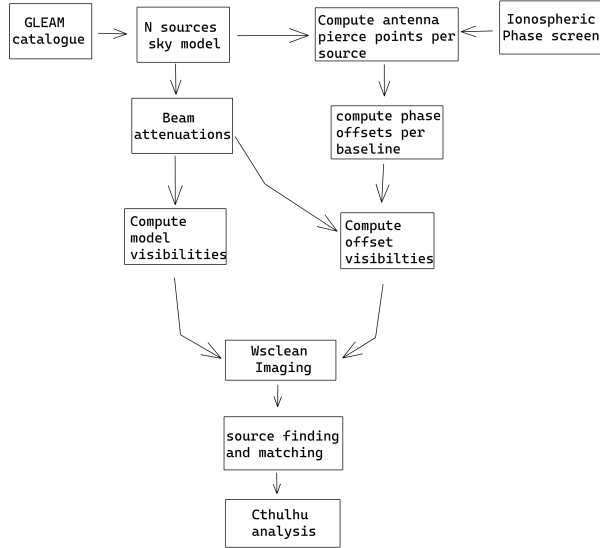 GLEAM
catalogue
N sources
sky model
Compute antenna
pierce points per
source
Ionospheric
Phase screen
Beam
attenuations
compute phase
offsets per
baseline
Compute
model
visibilities
Compute
offset
visibilties
Wsclean
Imaging
source finding
and matching
Cthulhu
analysis